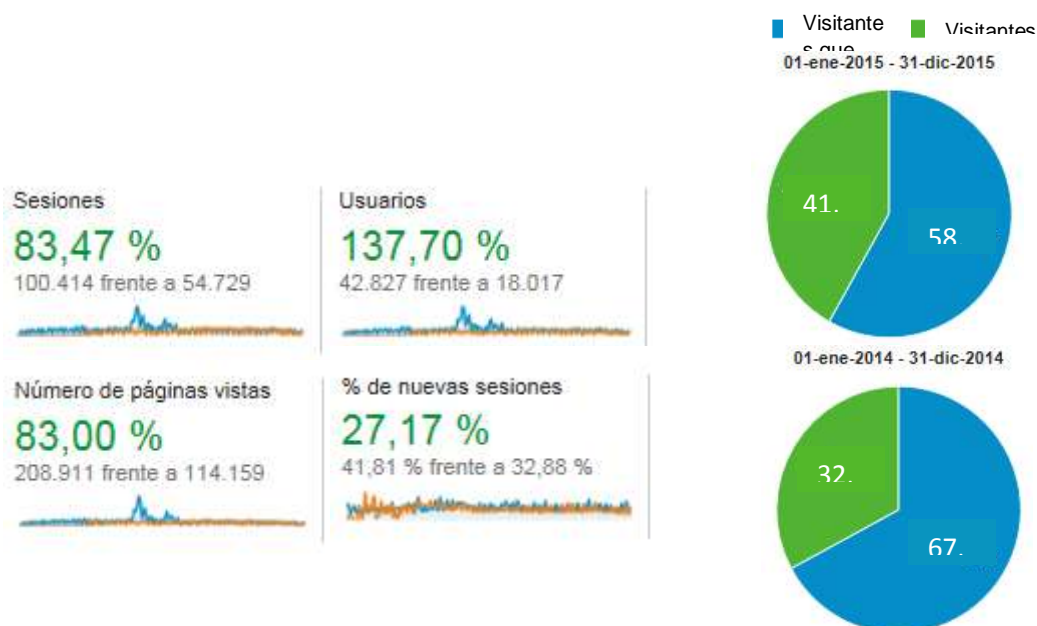 Visitante
s que
Visitantes
01-ene-2015 - 31-dic-2015
41.
58.
Sesiones
83,47 %
100.414 frente a 54.729
Usuarios
137,70 %
42.827 frente a 18.017
Número de páginas vistas
83,00 %
208.911 frente a 114.159
% de nuevas sesiones
27,17 %
41,81 % frente a 32,88 %
01-ene-2014 - 31-dic-2014
32.
67.